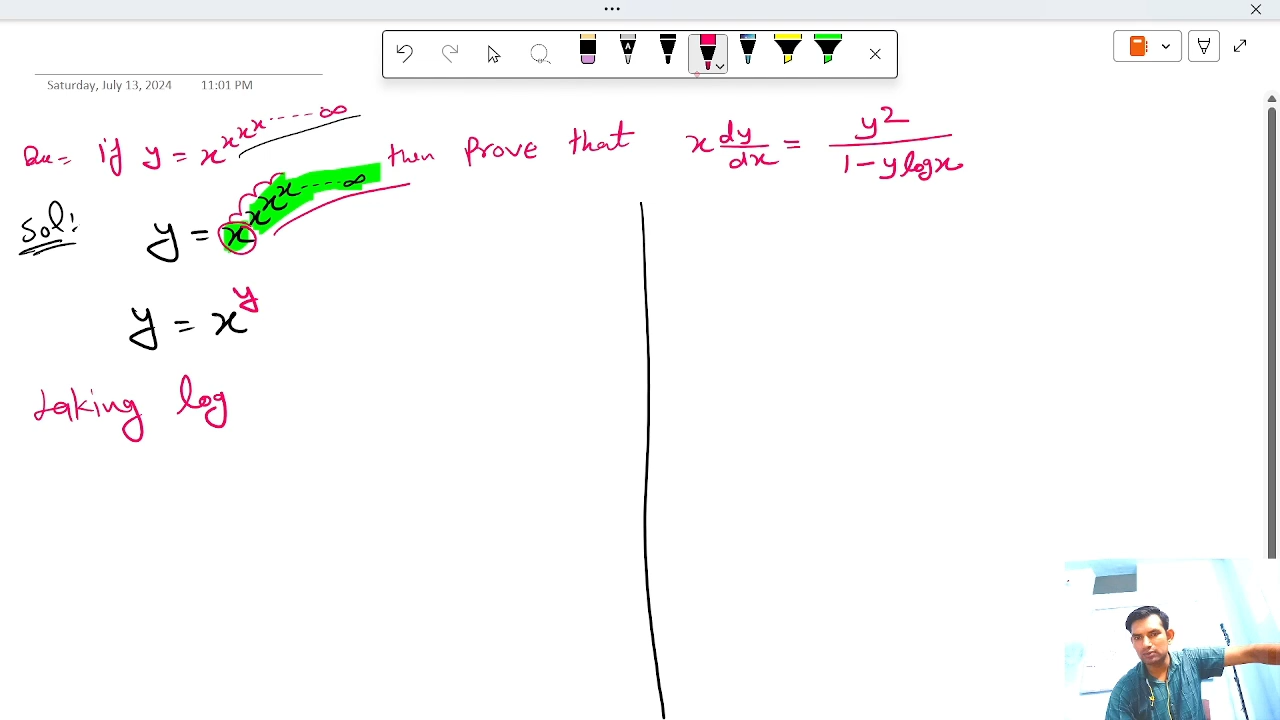 Saturday, July 13, 2024 11:01 PM
Que= if y = x^x^x^x^.....∞ then Prove that x dy/dx = y²/(1-y log x)
Sol:
y = x^x^x^x.....∞
y = x^y
taking log